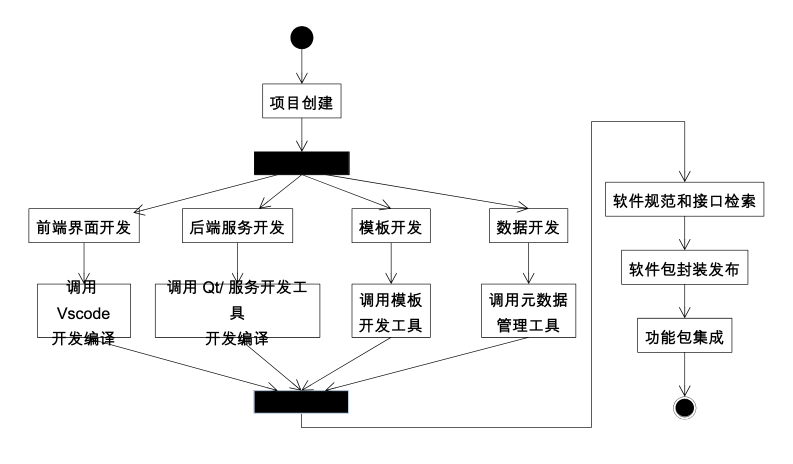 项目创建
前端界面开发
后端服务开发
模板开发
数据开发
调用
Vscode
开发编译
调用 Qt/ 服务开发工
具
开发编译
调用模板
开发工具
调用元数据
管理工具
软件规范和接口检索
软件包封装发布
功能包集成